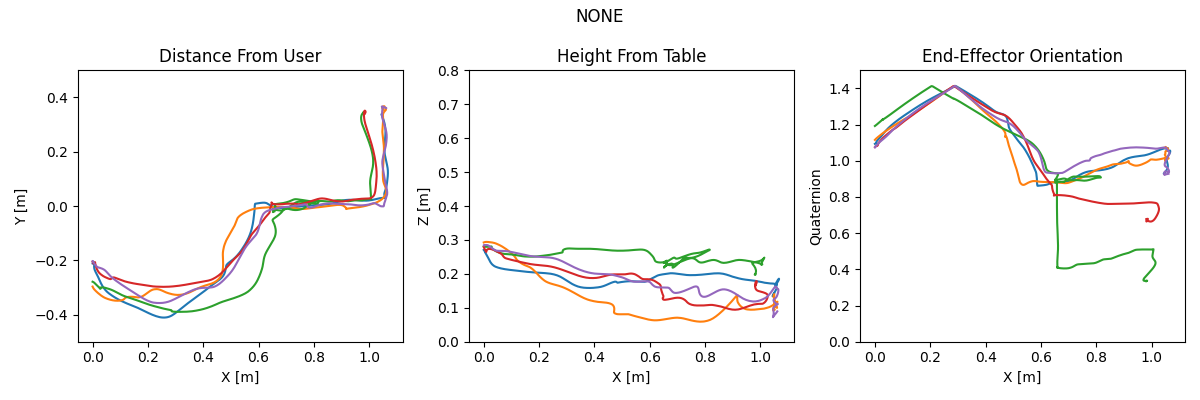 NONE
Distance From User
Y [m]
0.4
0.2
0.0
−0.2
−0.4
0.0 0.2 0.4 0.6 0.8 1.0
X [m]
Height From Table
Z [m]
0.8
0.7
0.6
0.5
0.4
0.3
0.2
0.1
0.0
0.0 0.2 0.4 0.6 0.8 1.0
X [m]
End-Effector Orientation
Quaternion
1.4
1.2
1.0
0.8
0.6
0.4
0.2
0.0
0.0 0.2 0.4 0.6 0.8 1.0
X [m]